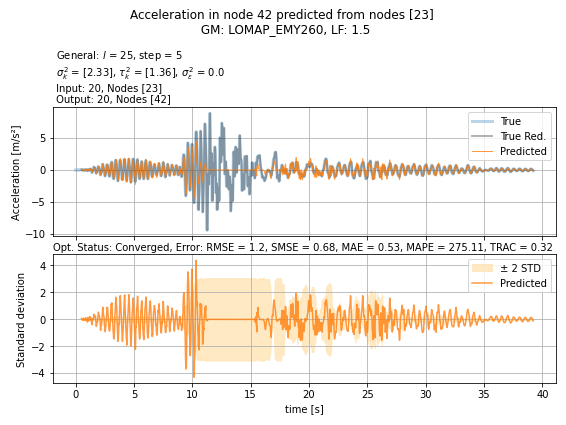 Acceleration in node 42 predicted from nodes [23]
GM: LOMAP_EMY260, LF: 1.5
General: l = 25, step = 5
σ²ₖ = [2.33], τ²ₖ = [1.36], σ²ε = 0.0
Input: 20, Nodes [23]
Output: 20, Nodes [42]
Acceleration [m/s²]
5
0
−5
−10
True
True Red.
Predicted
Opt. Status: Converged, Error: RMSE = 1.2, SMSE = 0.68, MAE = 0.53, MAPE = 275.11, TRAC = 0.32
Standard deviation
4
2
0
−2
−4
± 2 STD
Predicted
0 5 10 15 20 25 30 35 40
time [s]